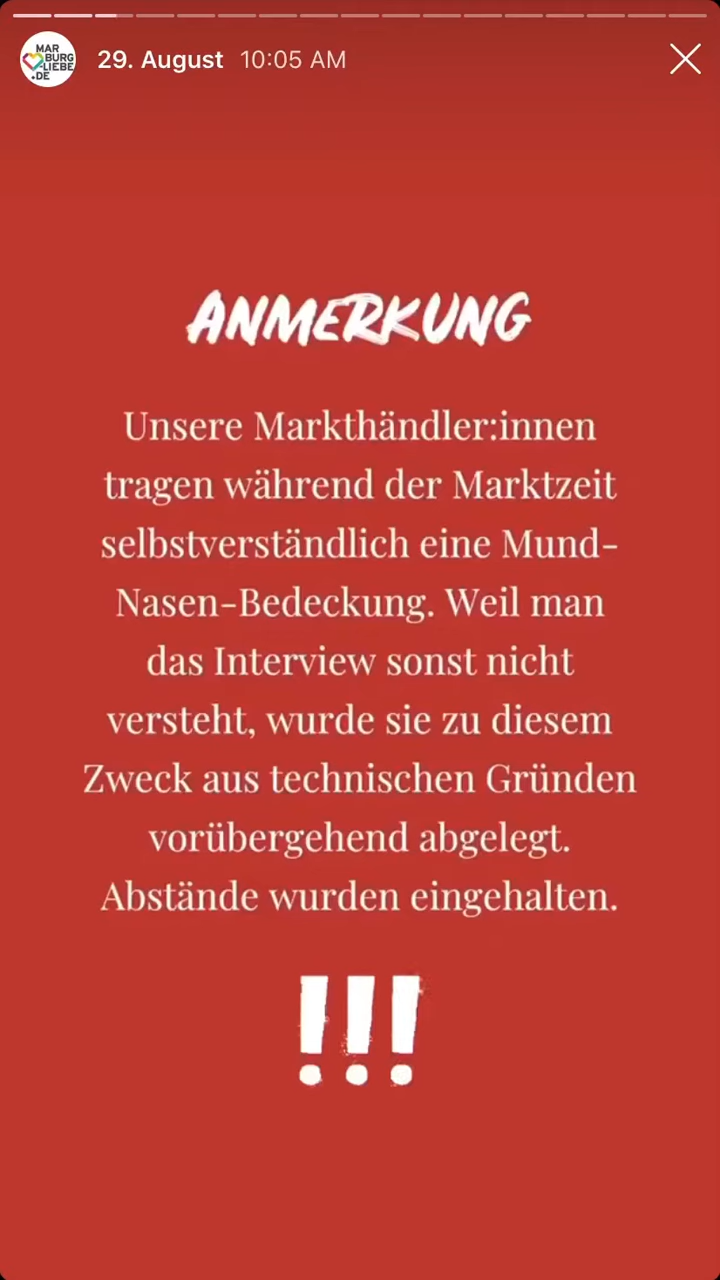 MAR
BURG
-LIEBE
.DE
29. August 10:05 AM
ANMERKUNG
Unsere Markthändler:innen
tragen während der Marktzeit
selbstverständlich eine Mund-
Nasen-Bedeckung. Weil man
das Interview sonst nicht
versteht, wurde sie zu diesem
Zweck aus technischen Gründen
vorübergehend abgelegt.
Abstände wurden eingehalten.
!!!